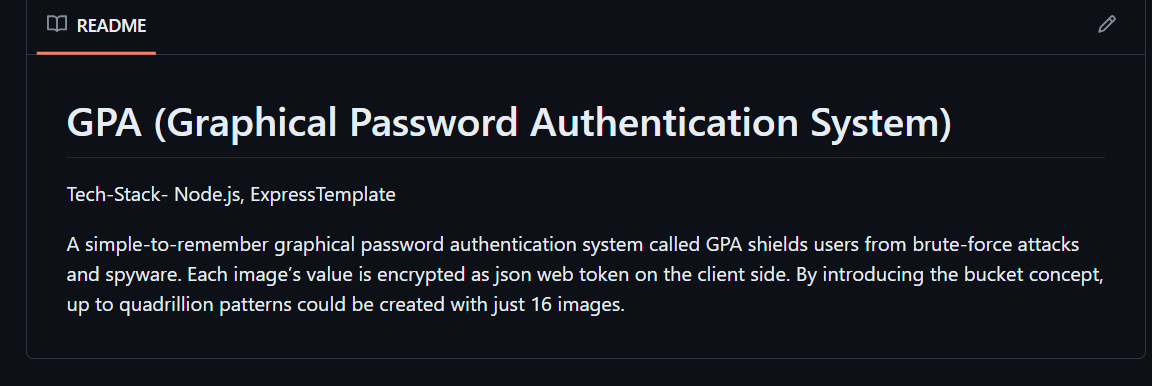 README
GPA (Graphical Password Authentication System)
Tech-Stack- Node.js, ExpressTemplate
A simple-to-remember graphical password authentication system called GPA shields users from brute-force attacks
and spyware. Each image’s value is encrypted as json web token on the client side. By introducing the bucket concept,
up to quadrillion patterns could be created with just 16 images.